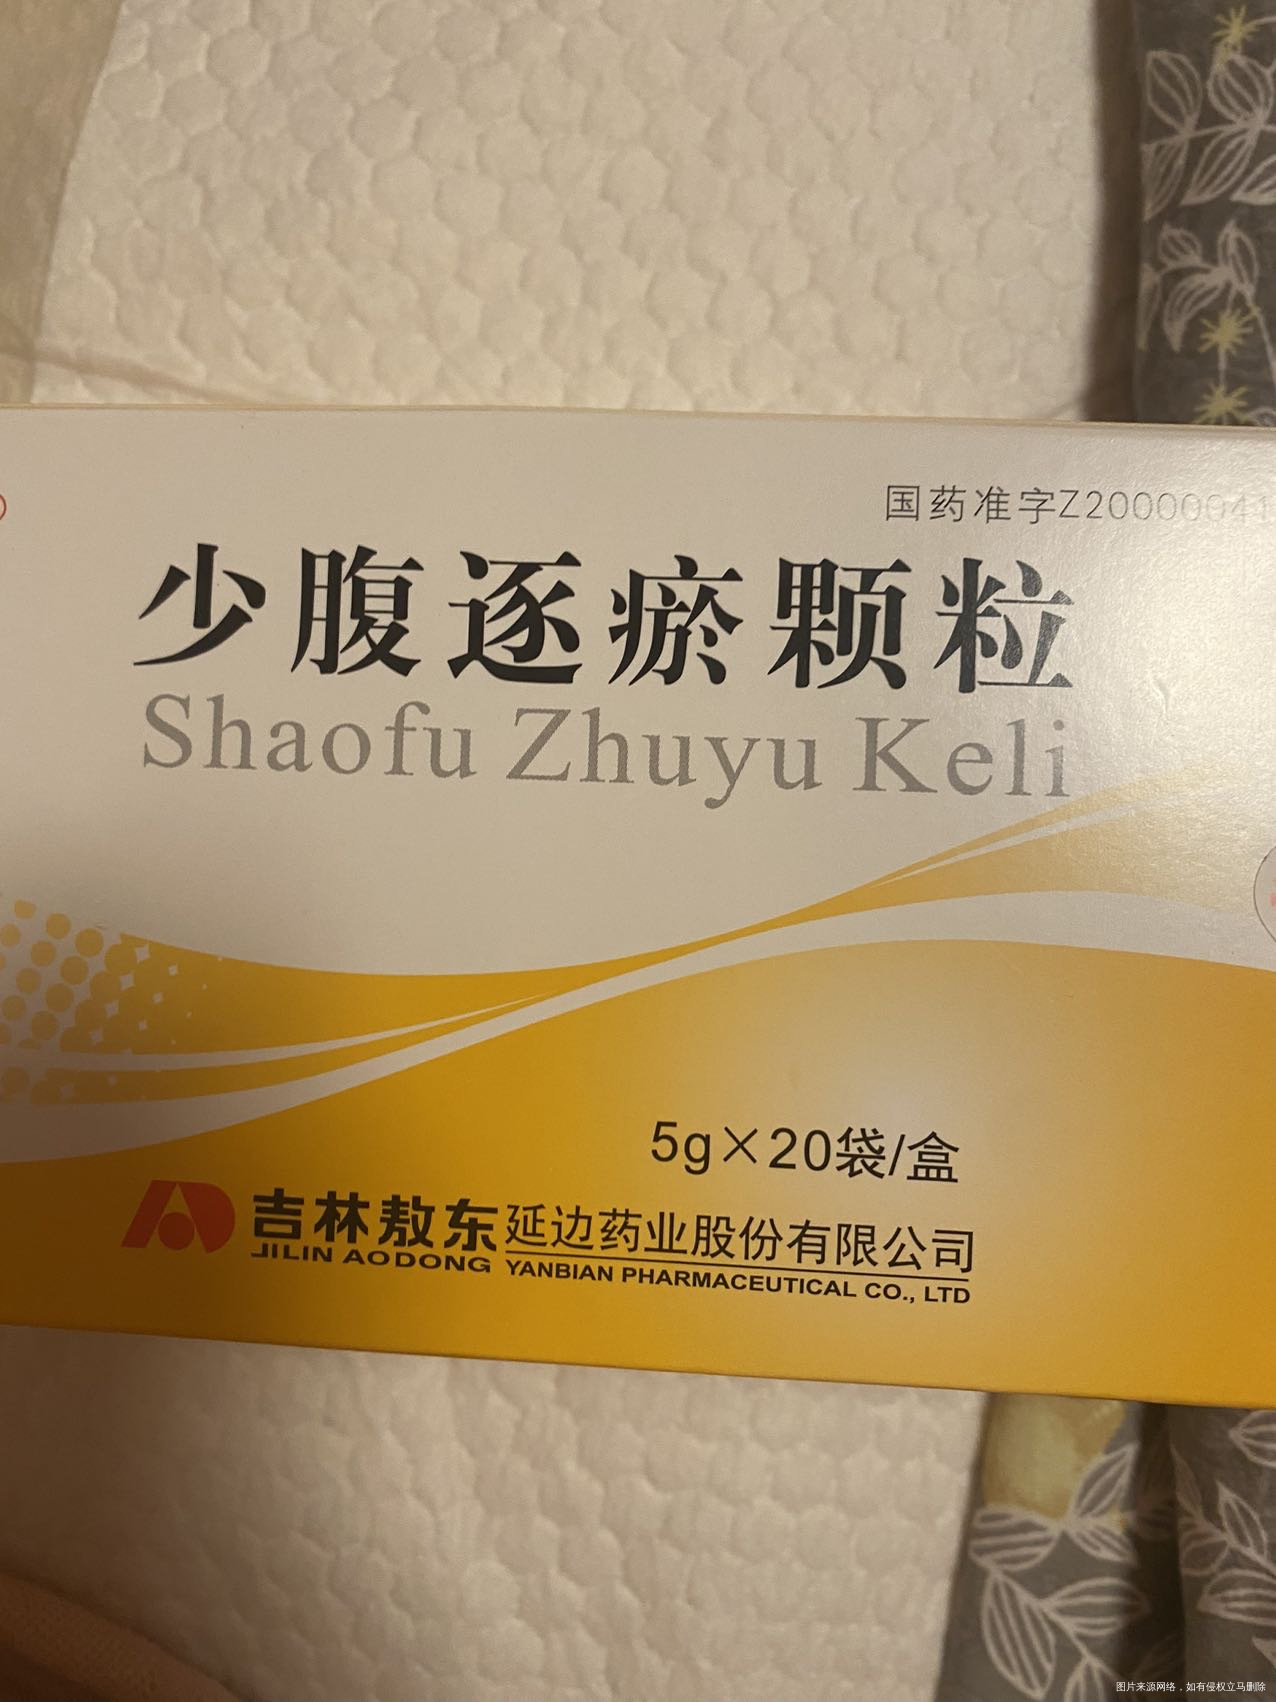 国药准字Z20000041
少腹逐瘀颗粒
Shaofu Zhuyu Keli
5g×20袋/盒
吉林敖东延边药业股份有限公司
JILIN AODONG YANBIAN PHARMACEUTICAL CO., LTD
图片来源网络，如有侵权立马删除